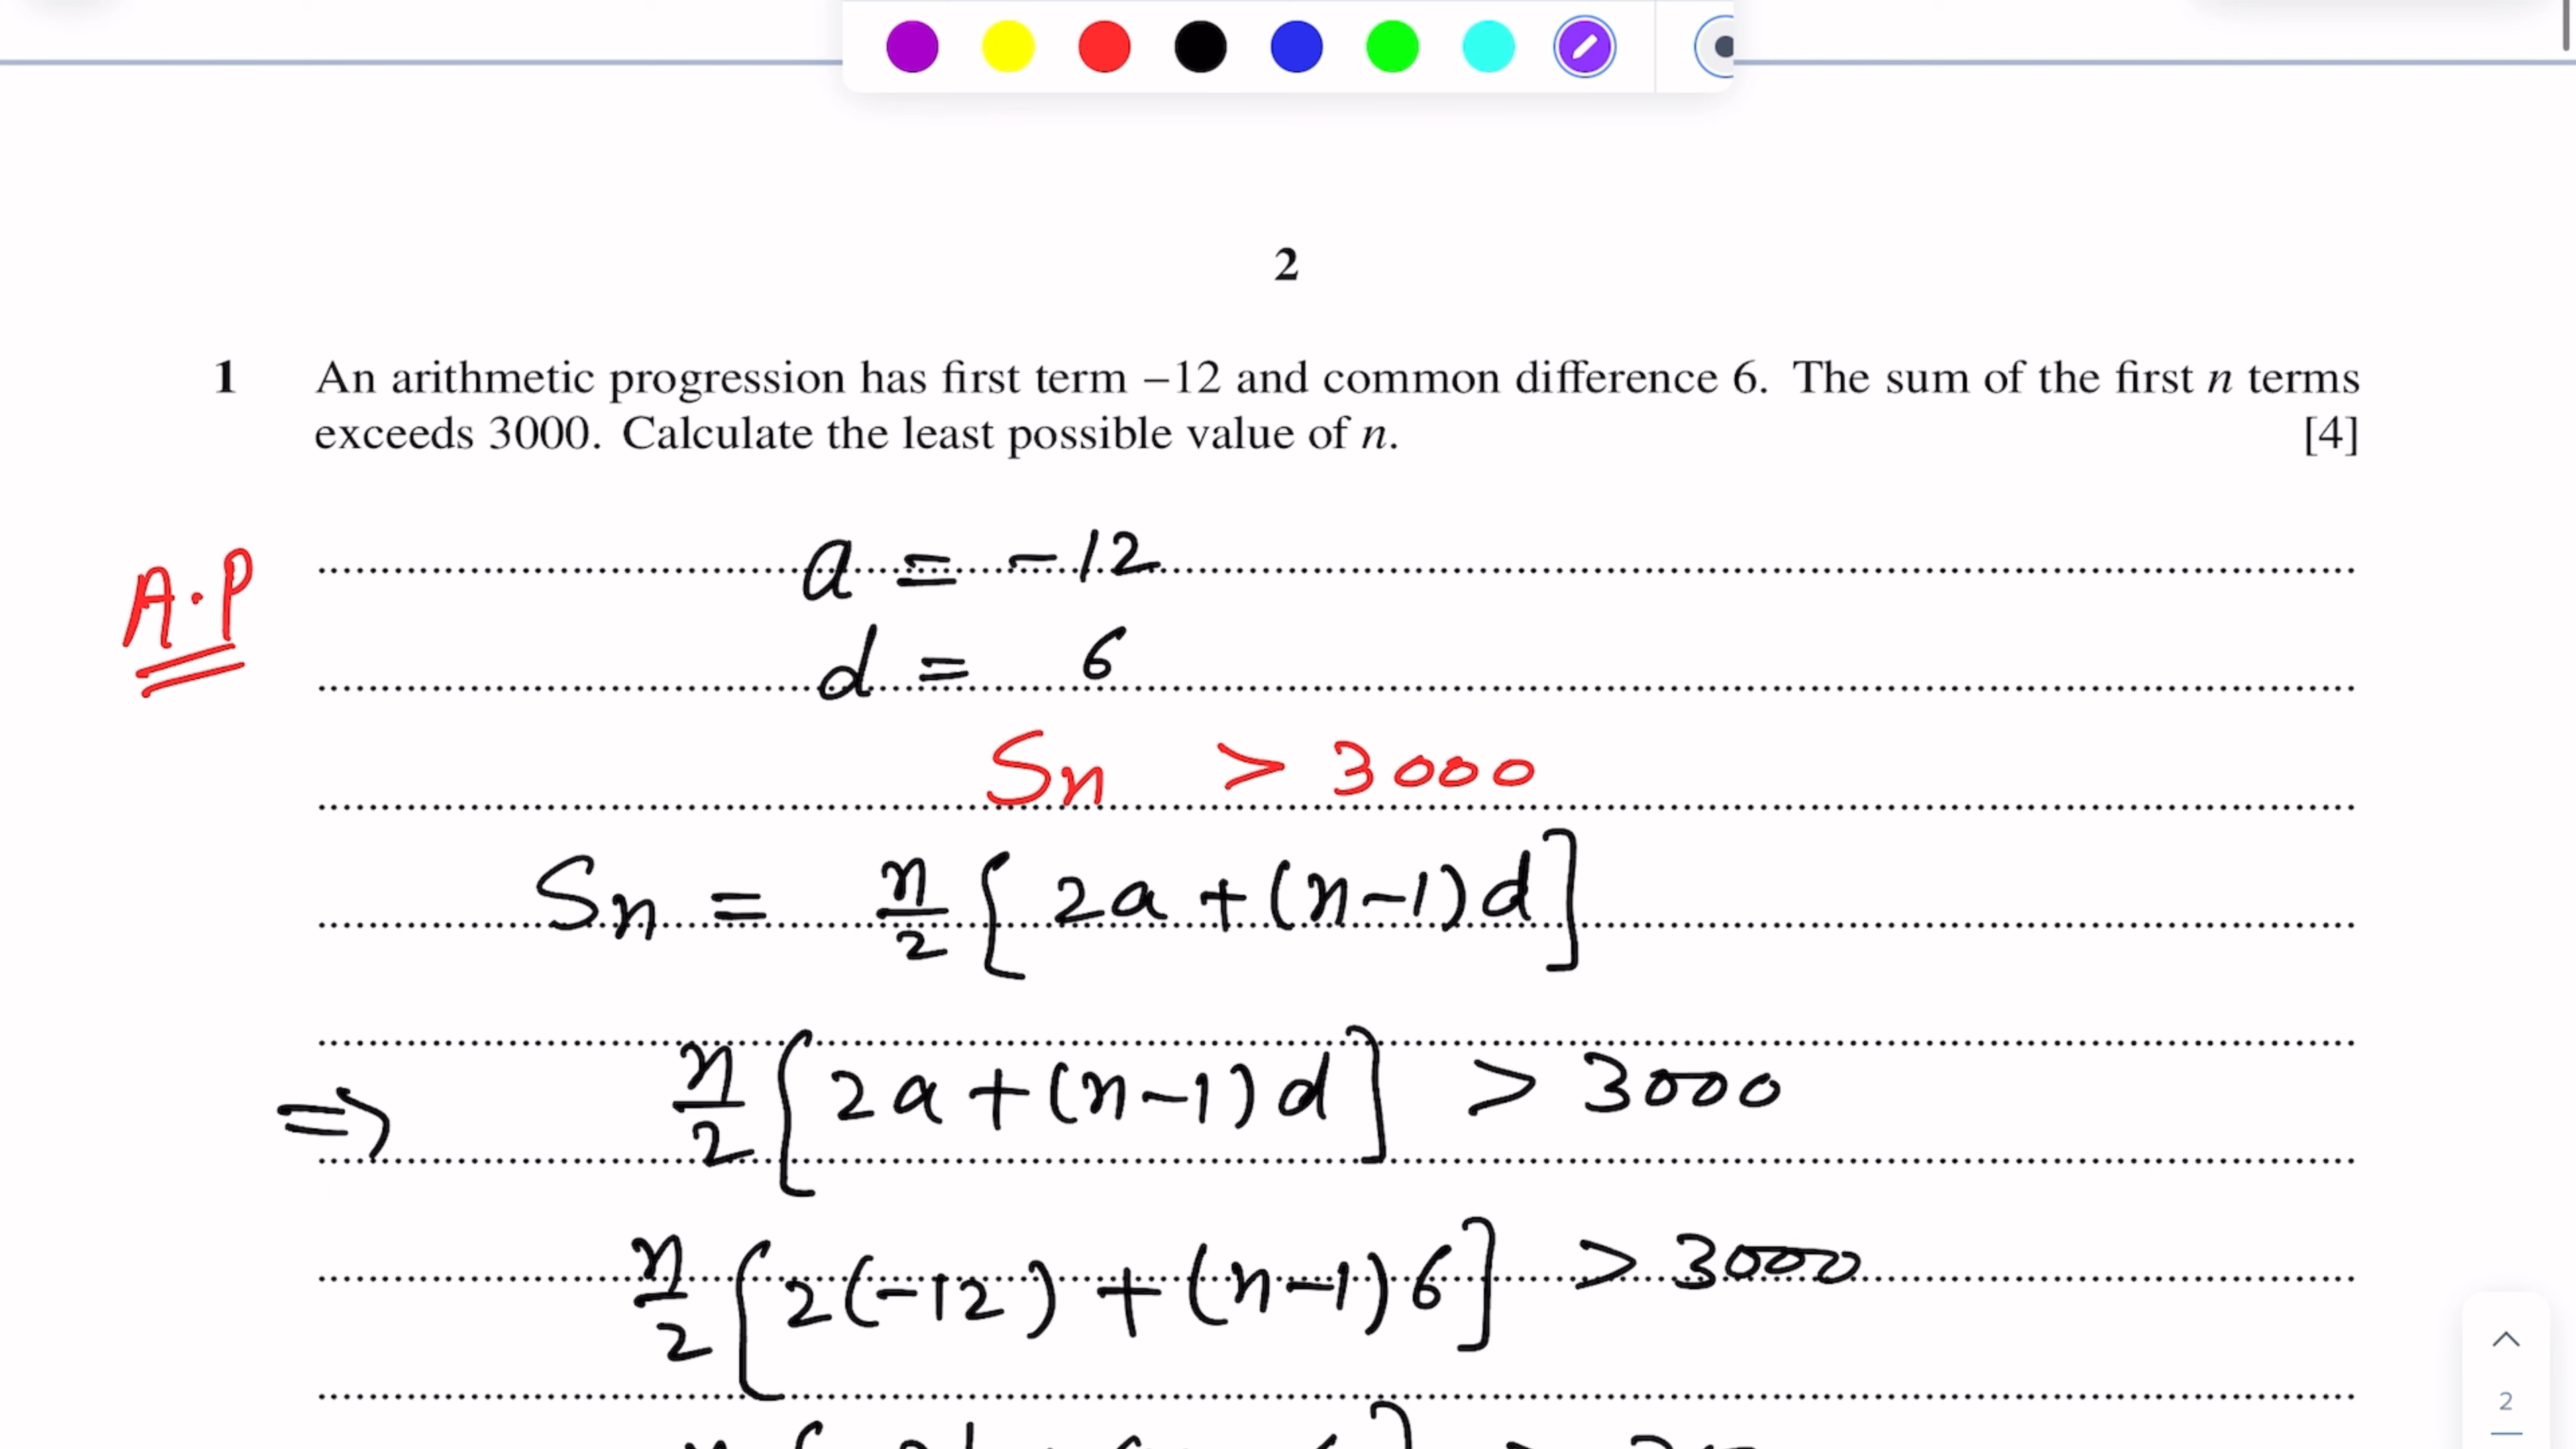 2
1 An arithmetic progression has first term −12 and common difference 6. The sum of the first n terms
exceeds 3000. Calculate the least possible value of n. [4]
A.P
a = -12
d = 6
Sn > 3000
Sn = n/2 [2a + (n-1)d]
⇒ n/2 [2a + (n-1)d] > 3000
n/2 [2(-12) + (n-1)6] > 3000
2